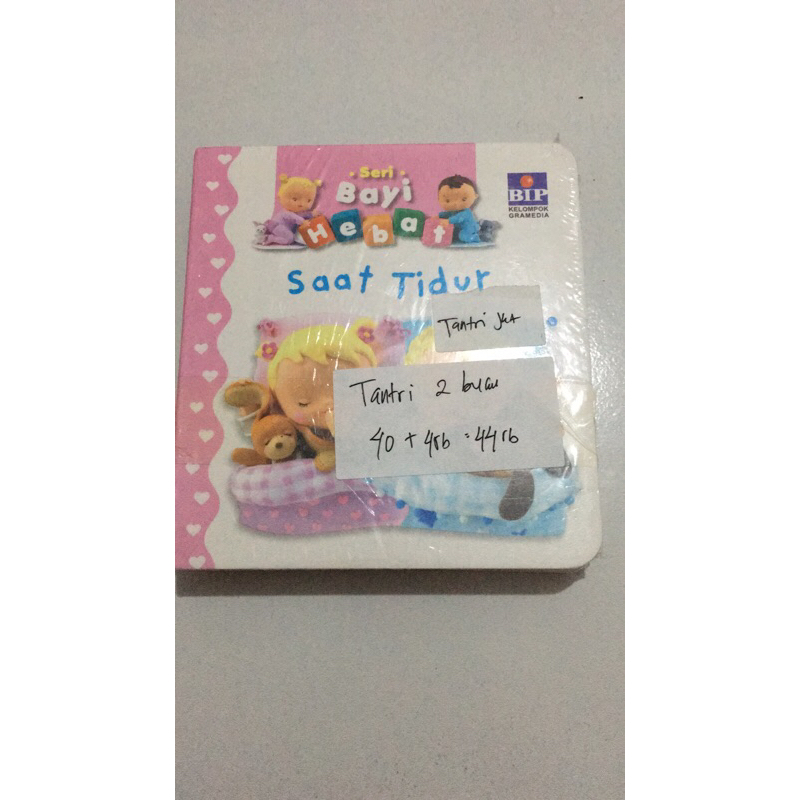 Seri
Bayi
Hebat
BIP
KELOMPOK
GRAMEDIA
Saat Tidur
Tantri Jkt
Tantri 2 buku
40 + 4rb = 44rb